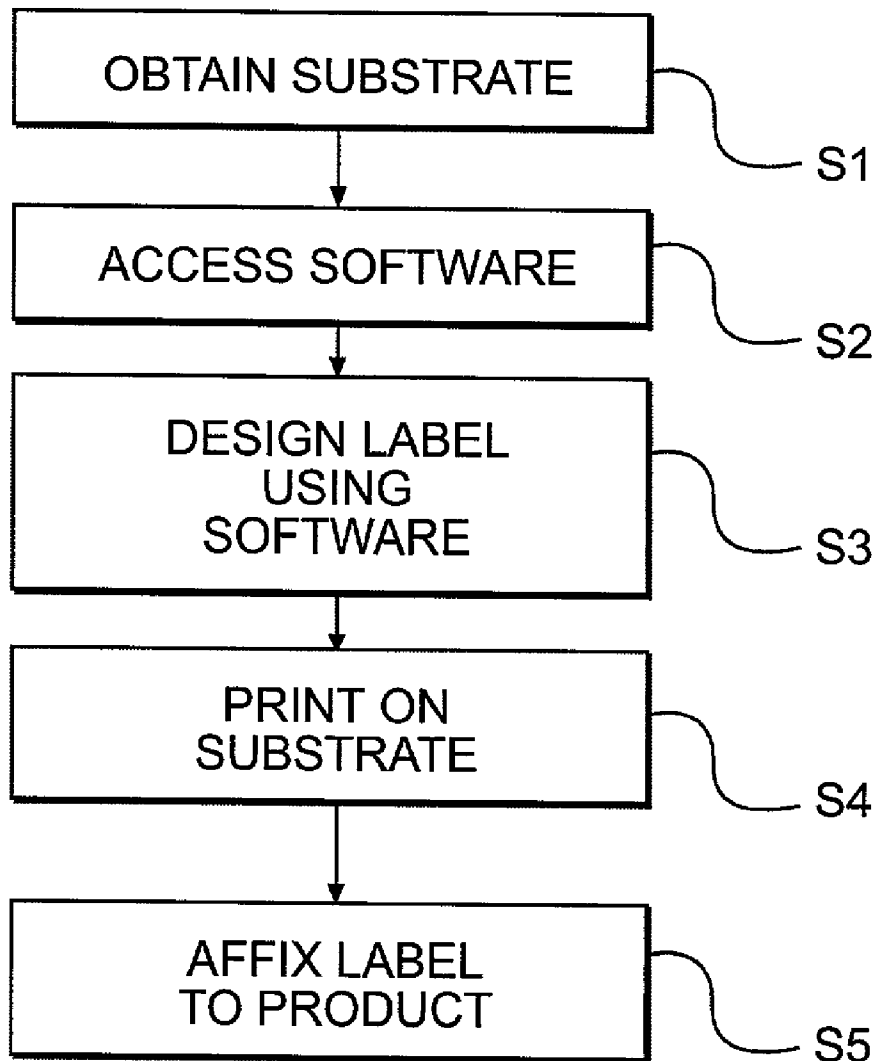 OBTAIN SUBSTRATE
S1
ACCESS SOFTWARE
S2
DESIGN LABEL
USING
SOFTWARE
S3
PRINT ON
SUBSTRATE
S4
AFFIX LABEL
TO PRODUCT
S5